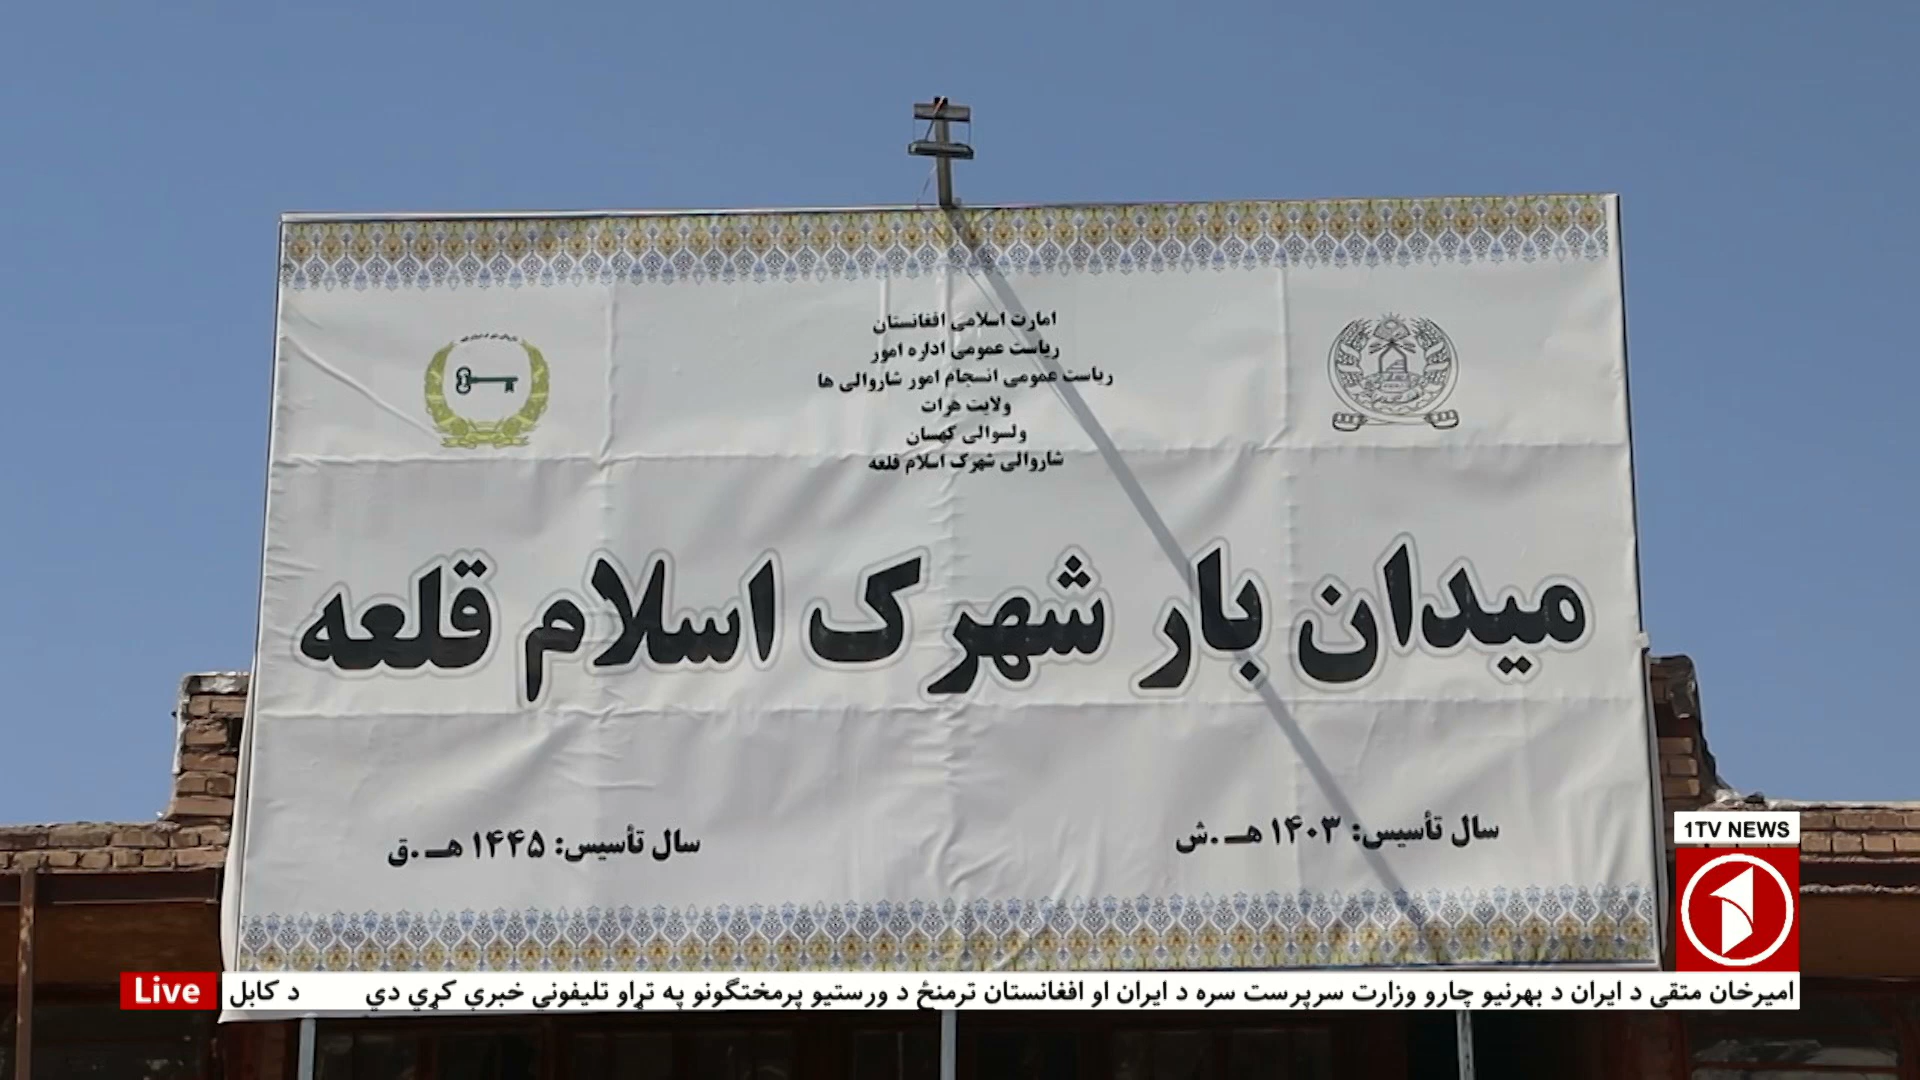 امارت اسلامی افغانستان
ریاست عمومی اداره امور
ریاست عمومی انسجام امور شاروالی ها
ولایت هرات
ولسوالی کهسان
شاروالی شهرک اسلام قلعه
میدان بار شهرک اسلام قلعه
سال تأسیس: ۱۴۰۳ هـ .ش
سال تأسیس: ۱۴۴۵ هـ .ق
1TV NEWS
Live
امیرخان متقی د ایران د بهرنیو چارو وزارت سرپرست سره د ایران او افغانستان ترمنځ د ورستیو پرمختګونو په تړاو تلیفوني خبري کړي دي د کابل